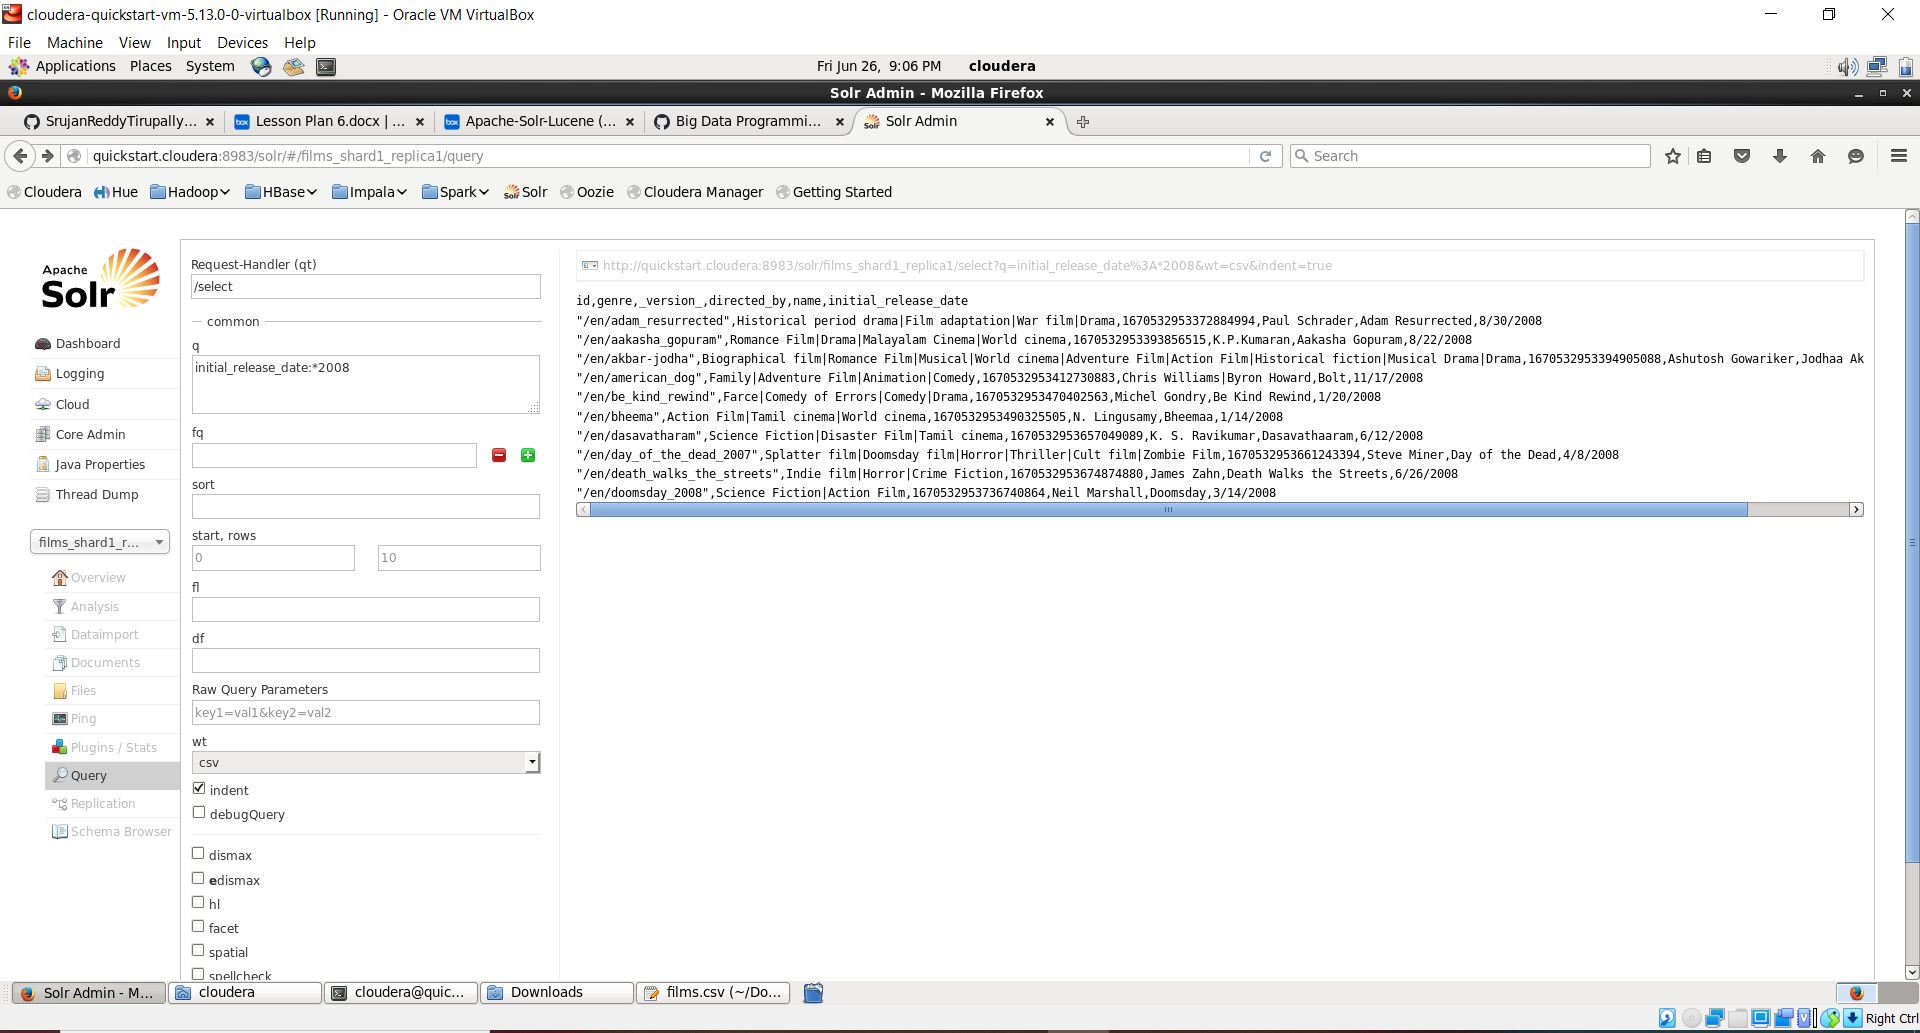 cloudera-quickstart-vm-5.13.0-0-virtualbox [Running] - Oracle VM VirtualBox
File Machine View Input Devices Help
Applications Places System Fri Jun 26, 9:06 PM cloudera
Solr Admin - Mozilla Firefox
SrujanReddyTirupally... Lesson Plan 6.docx | ... Apache-Solr-Lucene (... Big Data Programmi... Solr Admin
quickstart.cloudera:8983/solr/#/films_shard1_replica1/query Search
Cloudera Hue Hadoop HBase Impala Spark Solr Oozie Cloudera Manager Getting Started
Apache Solr
Dashboard
Logging
Cloud
Core Admin
Java Properties
Thread Dump
films_shard1_r...
Overview
Analysis
Dataimport
Documents
Files
Ping
Plugins / Stats
Query
Replication
Schema Browser
Request-Handler (qt)
/select
common
q
initial_release_date:*2008
fq
sort
start, rows
0 10
fl
df
Raw Query Parameters
key1=val1&key2=val2
wt
csv
indent
debugQuery
dismax
edismax
hl
facet
spatial
spellcheck
http://quickstart.cloudera:8983/solr/films_shard1_replica1/select?q=initial_release_date%3A*2008&wt=csv&indent=true
id,genre,_version_,directed_by,name,initial_release_date
"/en/adam_resurrected",Historical period drama|Film adaptation|War film|Drama,1670532953372884994,Paul Schrader,Adam Resurrected,8/30/2008
"/en/aakasha_gopuram",Romance Film|Drama|Malayalam Cinema|World cinema,1670532953393856515,K.P.Kumaran,Aakasha Gopuram,8/22/2008
"/en/akbar-jodha",Biographical film|Romance Film|Musical|World cinema|Adventure Film|Action Film|Historical fiction|Musical Drama|Drama,1670532953394905088,Ashutosh Gowariker,Jodhaa Ak
"/en/american_dog",Family|Adventure Film|Animation|Comedy,1670532953412730883,Chris Williams|Byron Howard,Bolt,11/17/2008
"/en/be_kind_rewind",Farce|Comedy of Errors|Comedy|Drama,1670532953470402563,Michel Gondry,Be Kind Rewind,1/20/2008
"/en/bheema",Action Film|Tamil cinema|World cinema,1670532953490325505,N. Lingusamy,Bheemaa,1/14/2008
"/en/dasavatharam",Science Fiction|Disaster Film|Tamil cinema,1670532953657049089,K. S. Ravikumar,Dasavathaaram,6/12/2008
"/en/day_of_the_dead_2007",Splatter film|Doomsday film|Horror|Thriller|Cult film|Zombie Film,1670532953661243394,Steve Miner,Day of the Dead,4/8/2008
"/en/death_walks_the_streets",Indie film|Horror|Crime Fiction,1670532953674874880,James Zahn,Death Walks the Streets,6/26/2008
"/en/doomsday_2008",Science Fiction|Action Film,1670532953736740864,Neil Marshall,Doomsday,3/14/2008
Solr Admin - M... cloudera cloudera@quic... Downloads films.csv (~/Do...
Right Ctrl